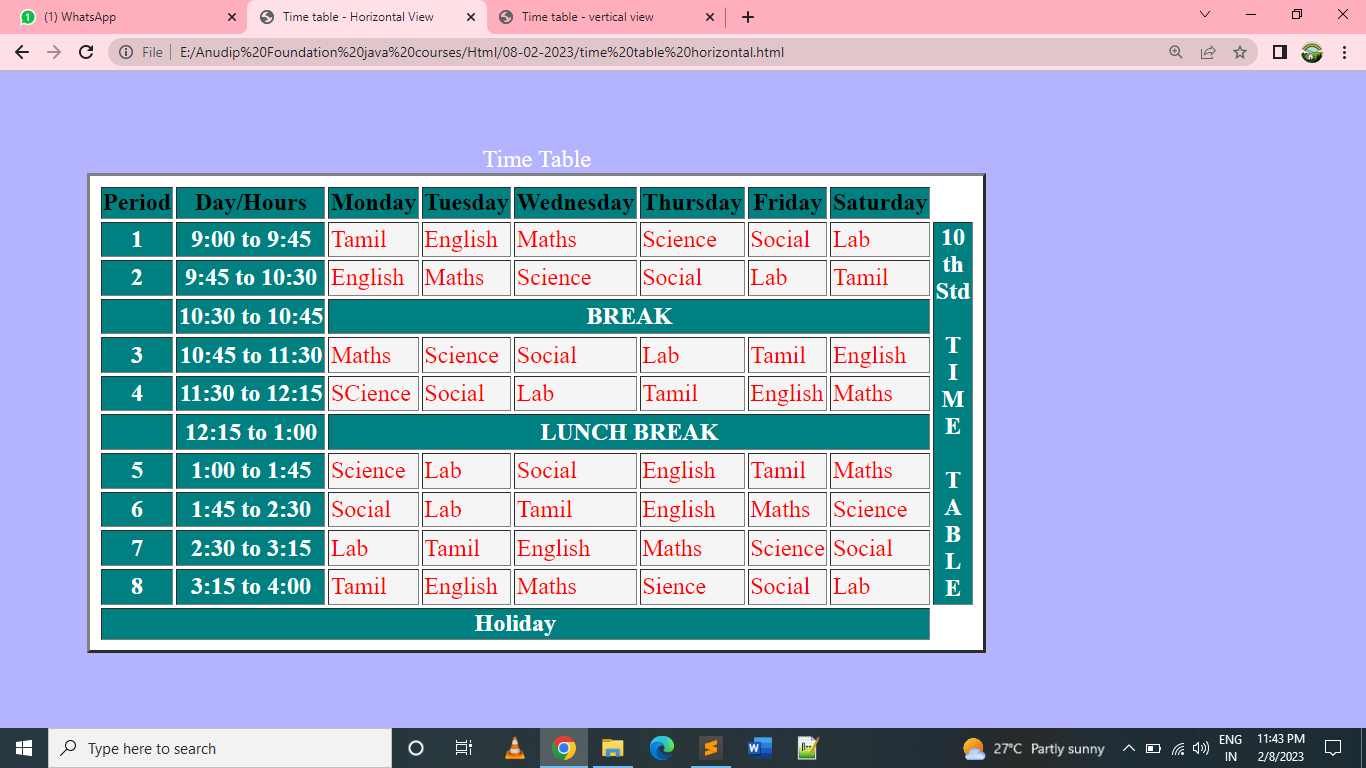 (1) WhatsApp
Time table - Horizontal View
Time table - vertical view
File
E:/Anudip%20Foundation%20java%20courses/Html/08-02-2023/time%20table%20horizontal.html
Time Table
Period Day/Hours Monday Tuesday Wednesday Thursday Friday Saturday
1 9:00 to 9:45 Tamil English Maths Science Social Lab
2 9:45 to 10:30 English Maths Science Social Lab Tamil
10:30 to 10:45 BREAK
3 10:45 to 11:30 Maths Science Social Lab Tamil English
4 11:30 to 12:15 SCience Social Lab Tamil English Maths
12:15 to 1:00 LUNCH BREAK
5 1:00 to 1:45 Science Lab Social English Tamil Maths
6 1:45 to 2:30 Social Lab Tamil English Maths Science
7 2:30 to 3:15 Lab Tamil English Maths Science Social
8 3:15 to 4:00 Tamil English Maths Sience Social Lab
10
th
Std
T
I
M
E
T
A
B
L
E
Holiday
Type here to search
27°C Partly sunny
ENG
IN
11:43 PM
2/8/2023